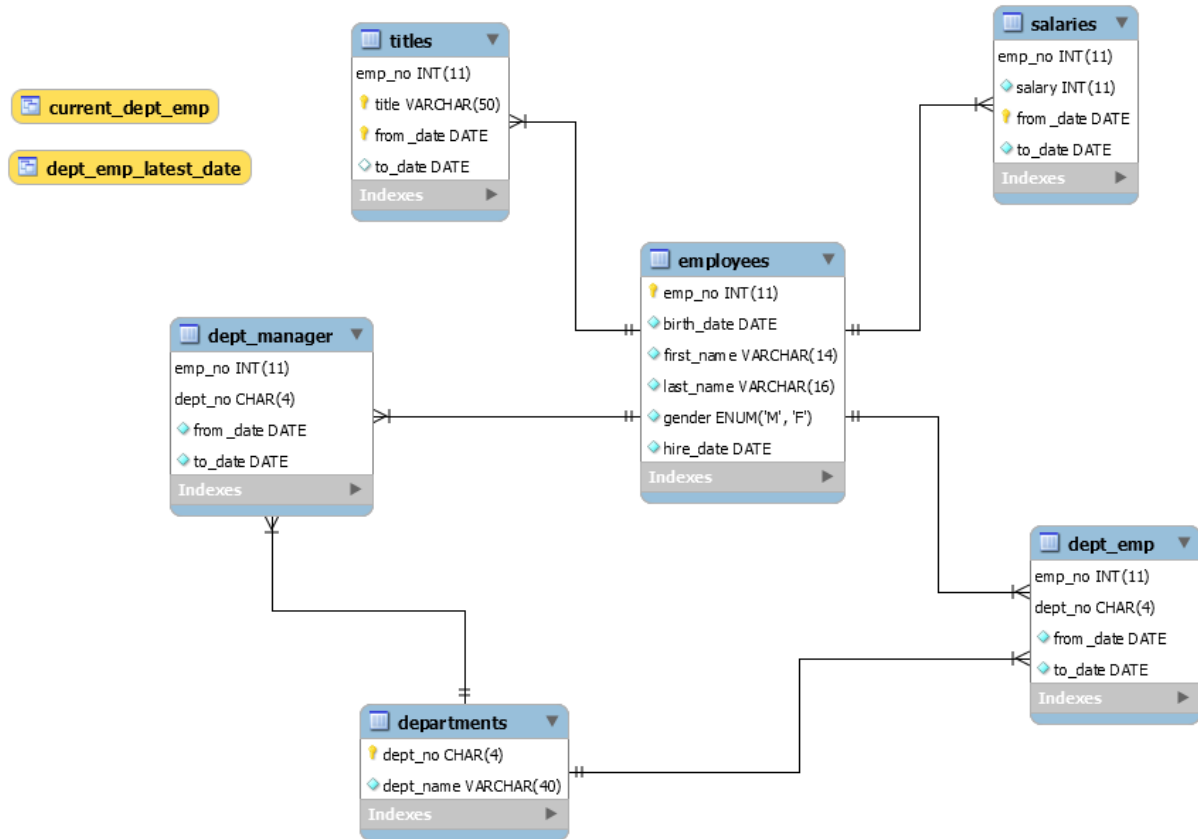 titles
emp_no INT(11)
title VARCHAR(50)
from_date DATE
to_date DATE
Indexes
salaries
emp_no INT(11)
salary INT(11)
from_date DATE
to_date DATE
Indexes
current_dept_emp
dept_emp_latest_date
employees
emp_no INT(11)
birth_date DATE
first_name VARCHAR(14)
last_name VARCHAR(16)
gender ENUM('M', 'F')
hire_date DATE
Indexes
dept_manager
emp_no INT(11)
dept_no CHAR(4)
from_date DATE
to_date DATE
Indexes
dept_emp
emp_no INT(11)
dept_no CHAR(4)
from_date DATE
to_date DATE
Indexes
departments
dept_no CHAR(4)
dept_name VARCHAR(40)
Indexes